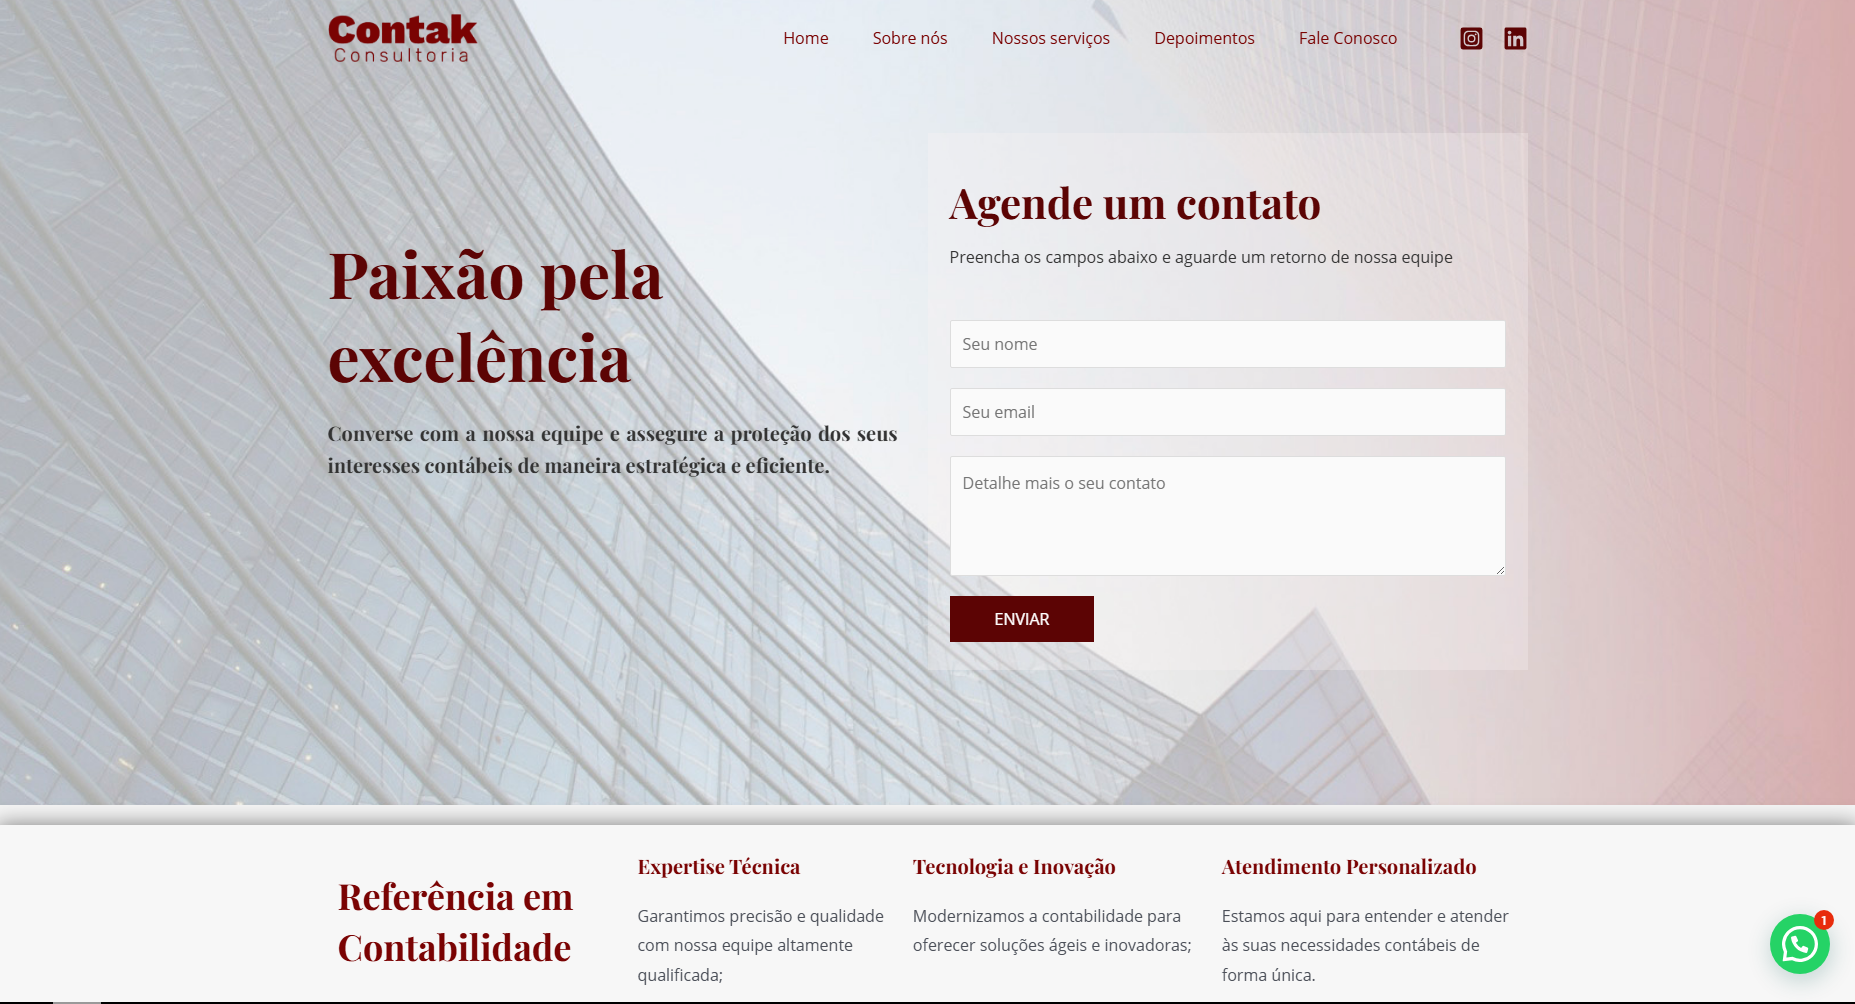 Contak
Consultoria
Home
Sobre nós
Nossos serviços
Depoimentos
Fale Conosco
Paixão pela
excelência
Converse com a nossa equipe e assegure a proteção dos seus
interesses contábeis de maneira estratégica e eficiente.
Agende um contato
Preencha os campos abaixo e aguarde um retorno de nossa equipe
Seu nome
Seu email
Detalhe mais o seu contato
ENVIAR
Referência em
Contabilidade
Expertise Técnica
Garantimos precisão e qualidade
com nossa equipe altamente
qualificada;
Tecnologia e Inovação
Modernizamos a contabilidade para
oferecer soluções ágeis e inovadoras;
Atendimento Personalizado
Estamos aqui para entender e atender
às suas necessidades contábeis de
forma única.
1